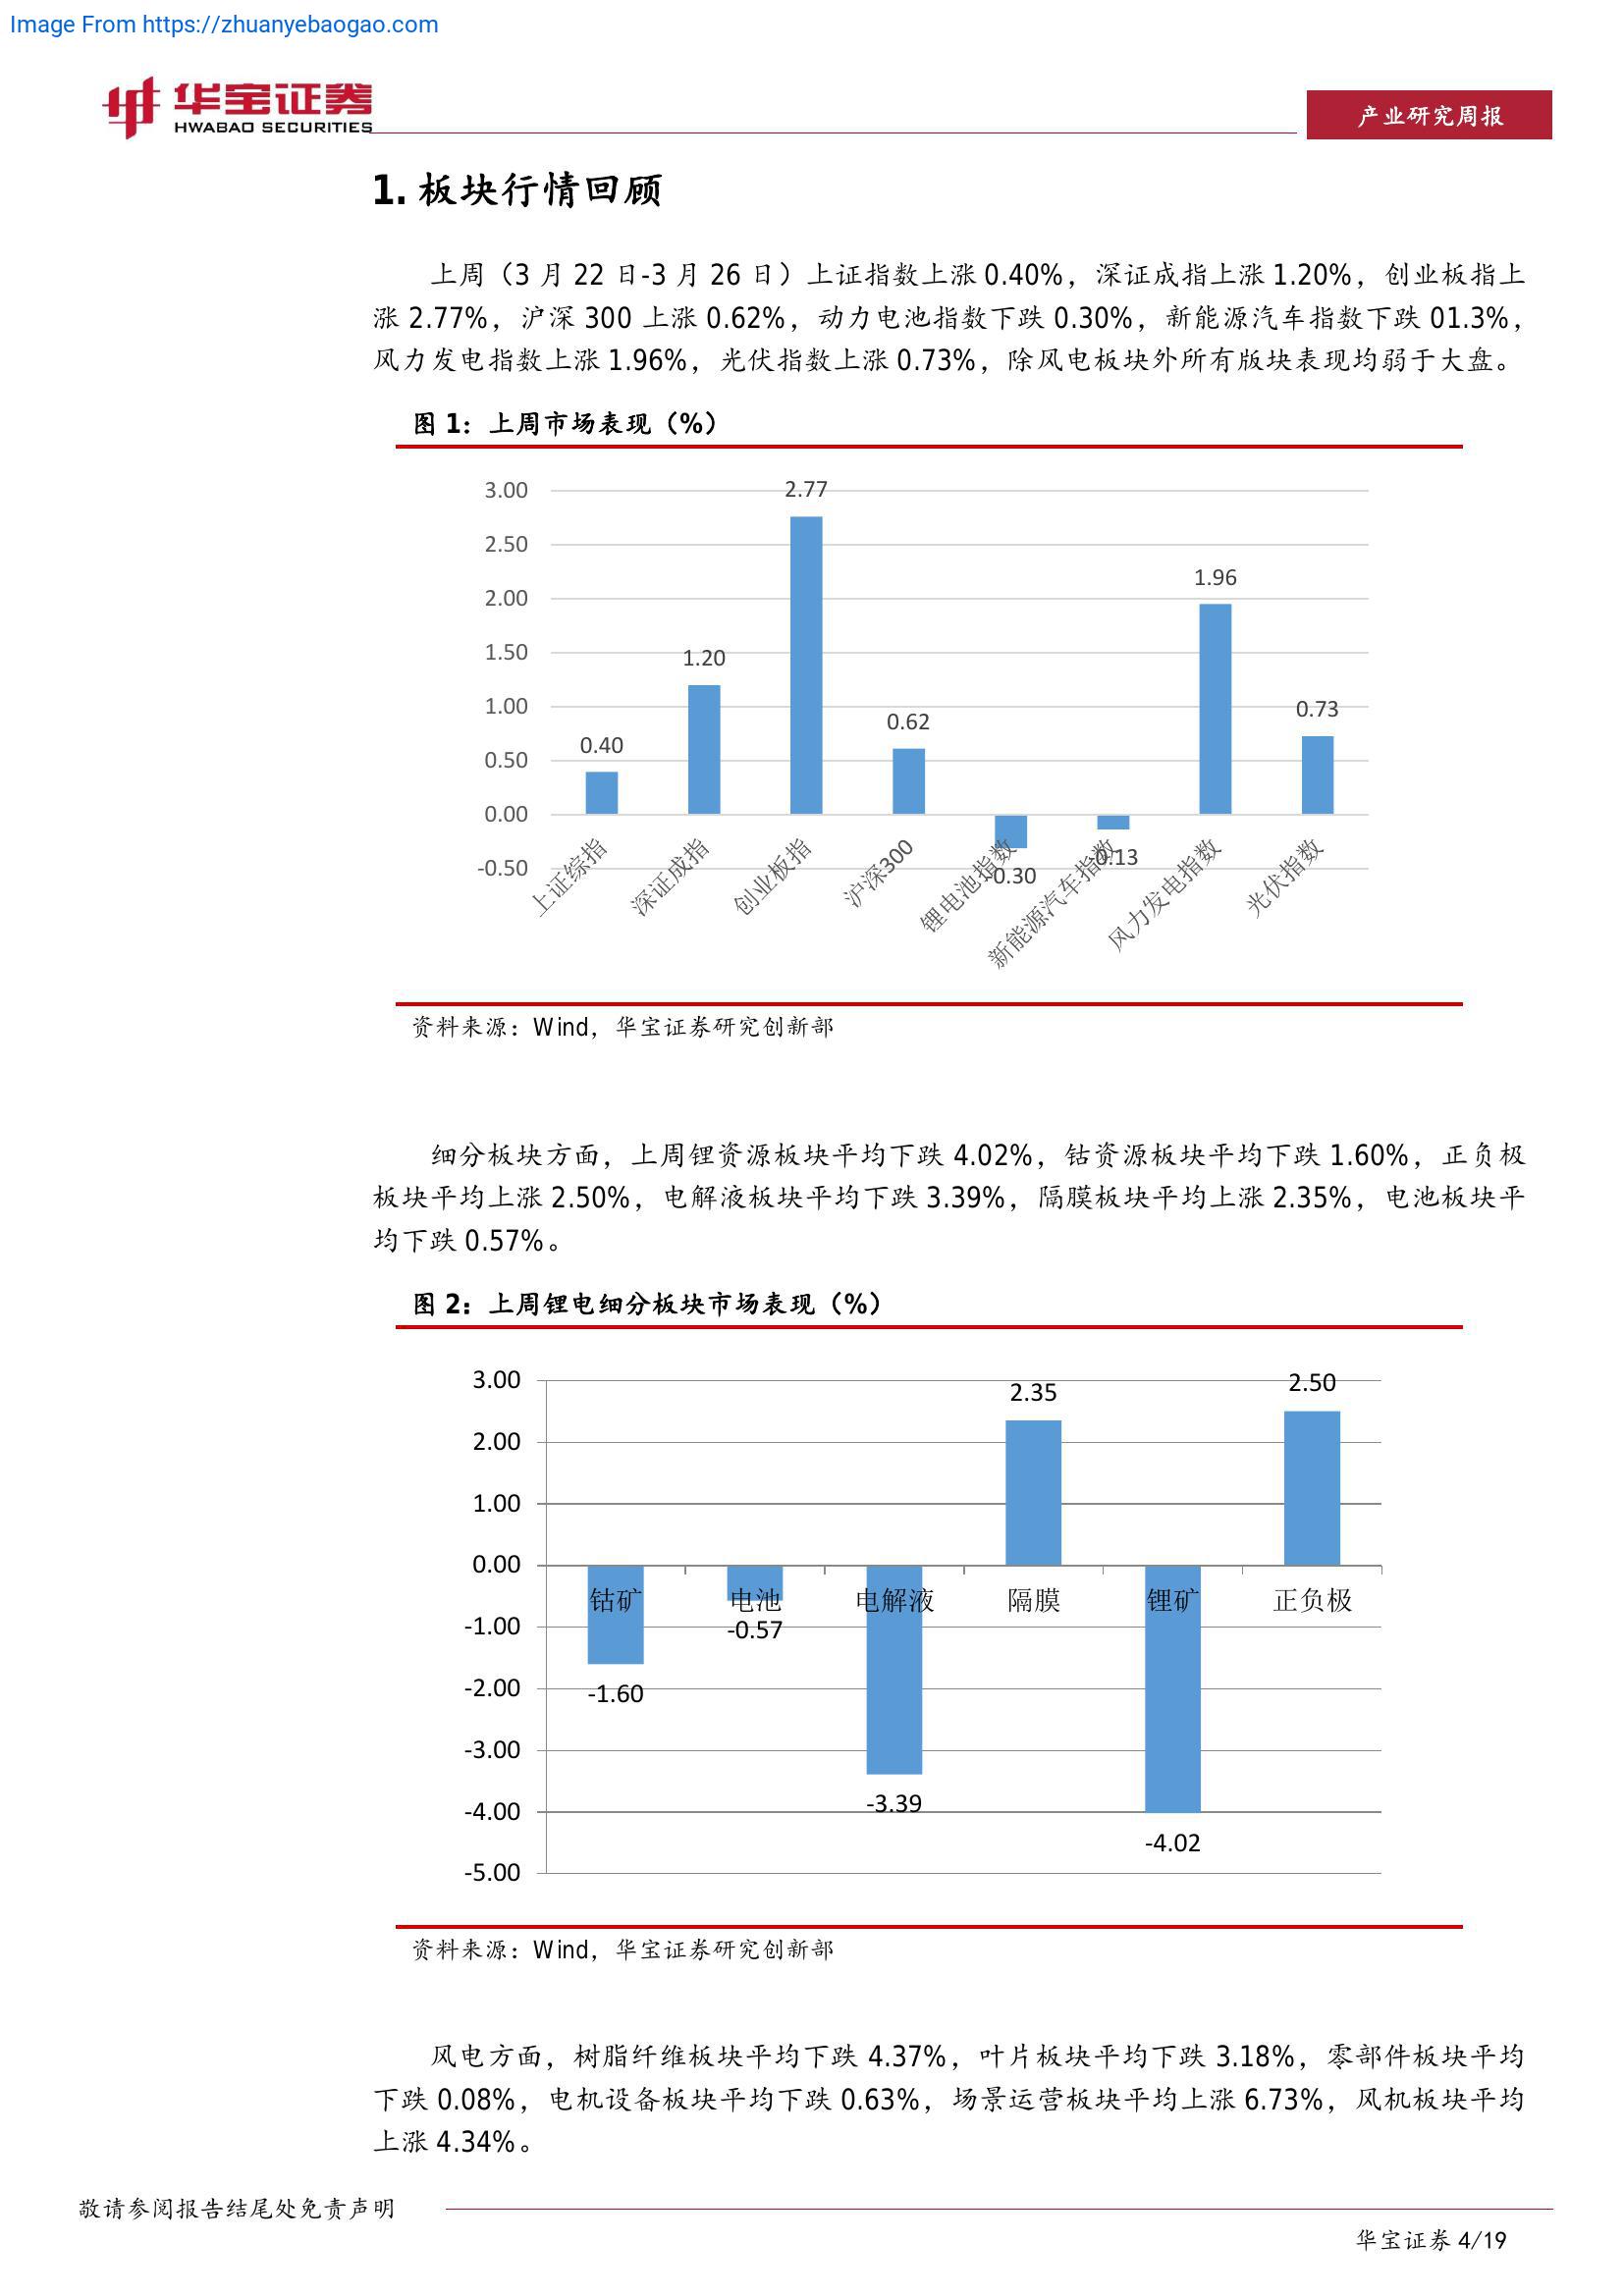 Image From https://zhuanyebaogao.com
华宝证券
HWABAO SECURITIES
产业研究周报
1. 板块行情回顾
上周（3 月 22 日-3 月 26 日）上证指数上涨 0.40%，深证成指上涨 1.20%，创业板指上
涨 2.77%，沪深 300 上涨 0.62%，动力电池指数下跌 0.30%，新能源汽车指数下跌 01.3%，
风力发电指数上涨 1.96%，光伏指数上涨 0.73%，除风电板块外所有版块表现均弱于大盘。
图 1：上周市场表现（%）
3.00
2.50
2.00
1.50
1.00
0.50
0.00
-0.50
0.40
1.20
2.77
0.62
-0.30
-0.13
1.96
0.73
上证综指
深证成指
创业板指
沪深300
锂电池指数
新能源汽车指数
风力发电指数
光伏指数
资料来源：Wind，华宝证券研究创新部
细分板块方面，上周锂资源板块平均下跌 4.02%，钴资源板块平均下跌 1.60%，正负极
板块平均上涨 2.50%，电解液板块平均下跌 3.39%，隔膜板块平均上涨 2.35%，电池板块平
均下跌 0.57%。
图 2：上周锂电细分板块市场表现（%）
3.00
2.00
1.00
0.00
-1.00
-2.00
-3.00
-4.00
-5.00
-1.60
-0.57
-3.39
2.35
-4.02
2.50
钴矿
电池
电解液
隔膜
锂矿
正负极
资料来源：Wind，华宝证券研究创新部
风电方面，树脂纤维板块平均下跌 4.37%，叶片板块平均下跌 3.18%，零部件板块平均
下跌 0.08%，电机设备板块平均下跌 0.63%，场景运营板块平均上涨 6.73%，风机板块平均
上涨 4.34%。
敬请参阅报告结尾处免责声明
华宝证券 4/19